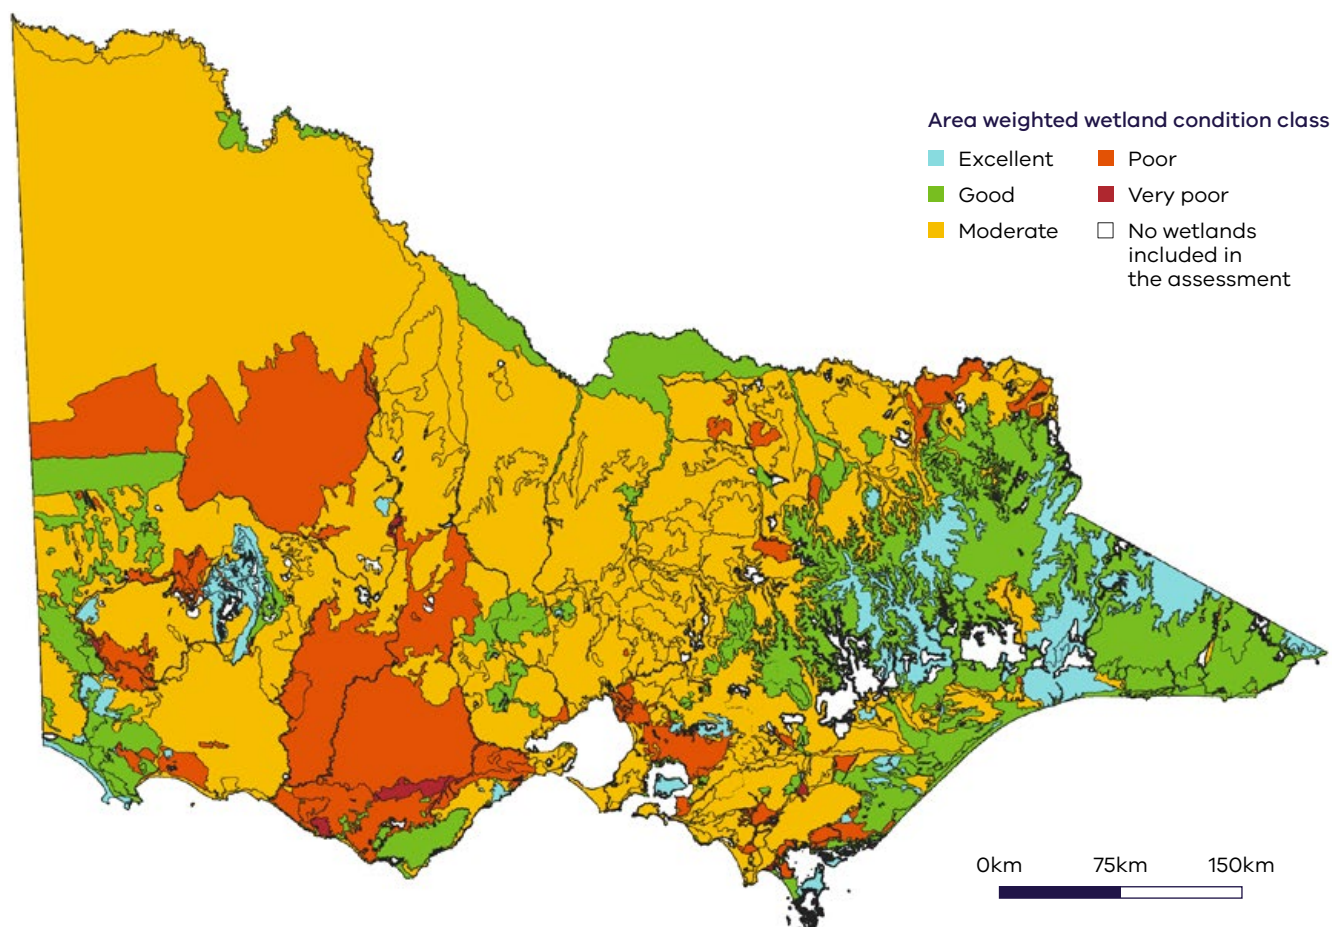 Area weighted wetland condition class
Excellent
Good
Moderate
Poor
Very poor
No wetlands
included in
the assessment
0km 75km 150km